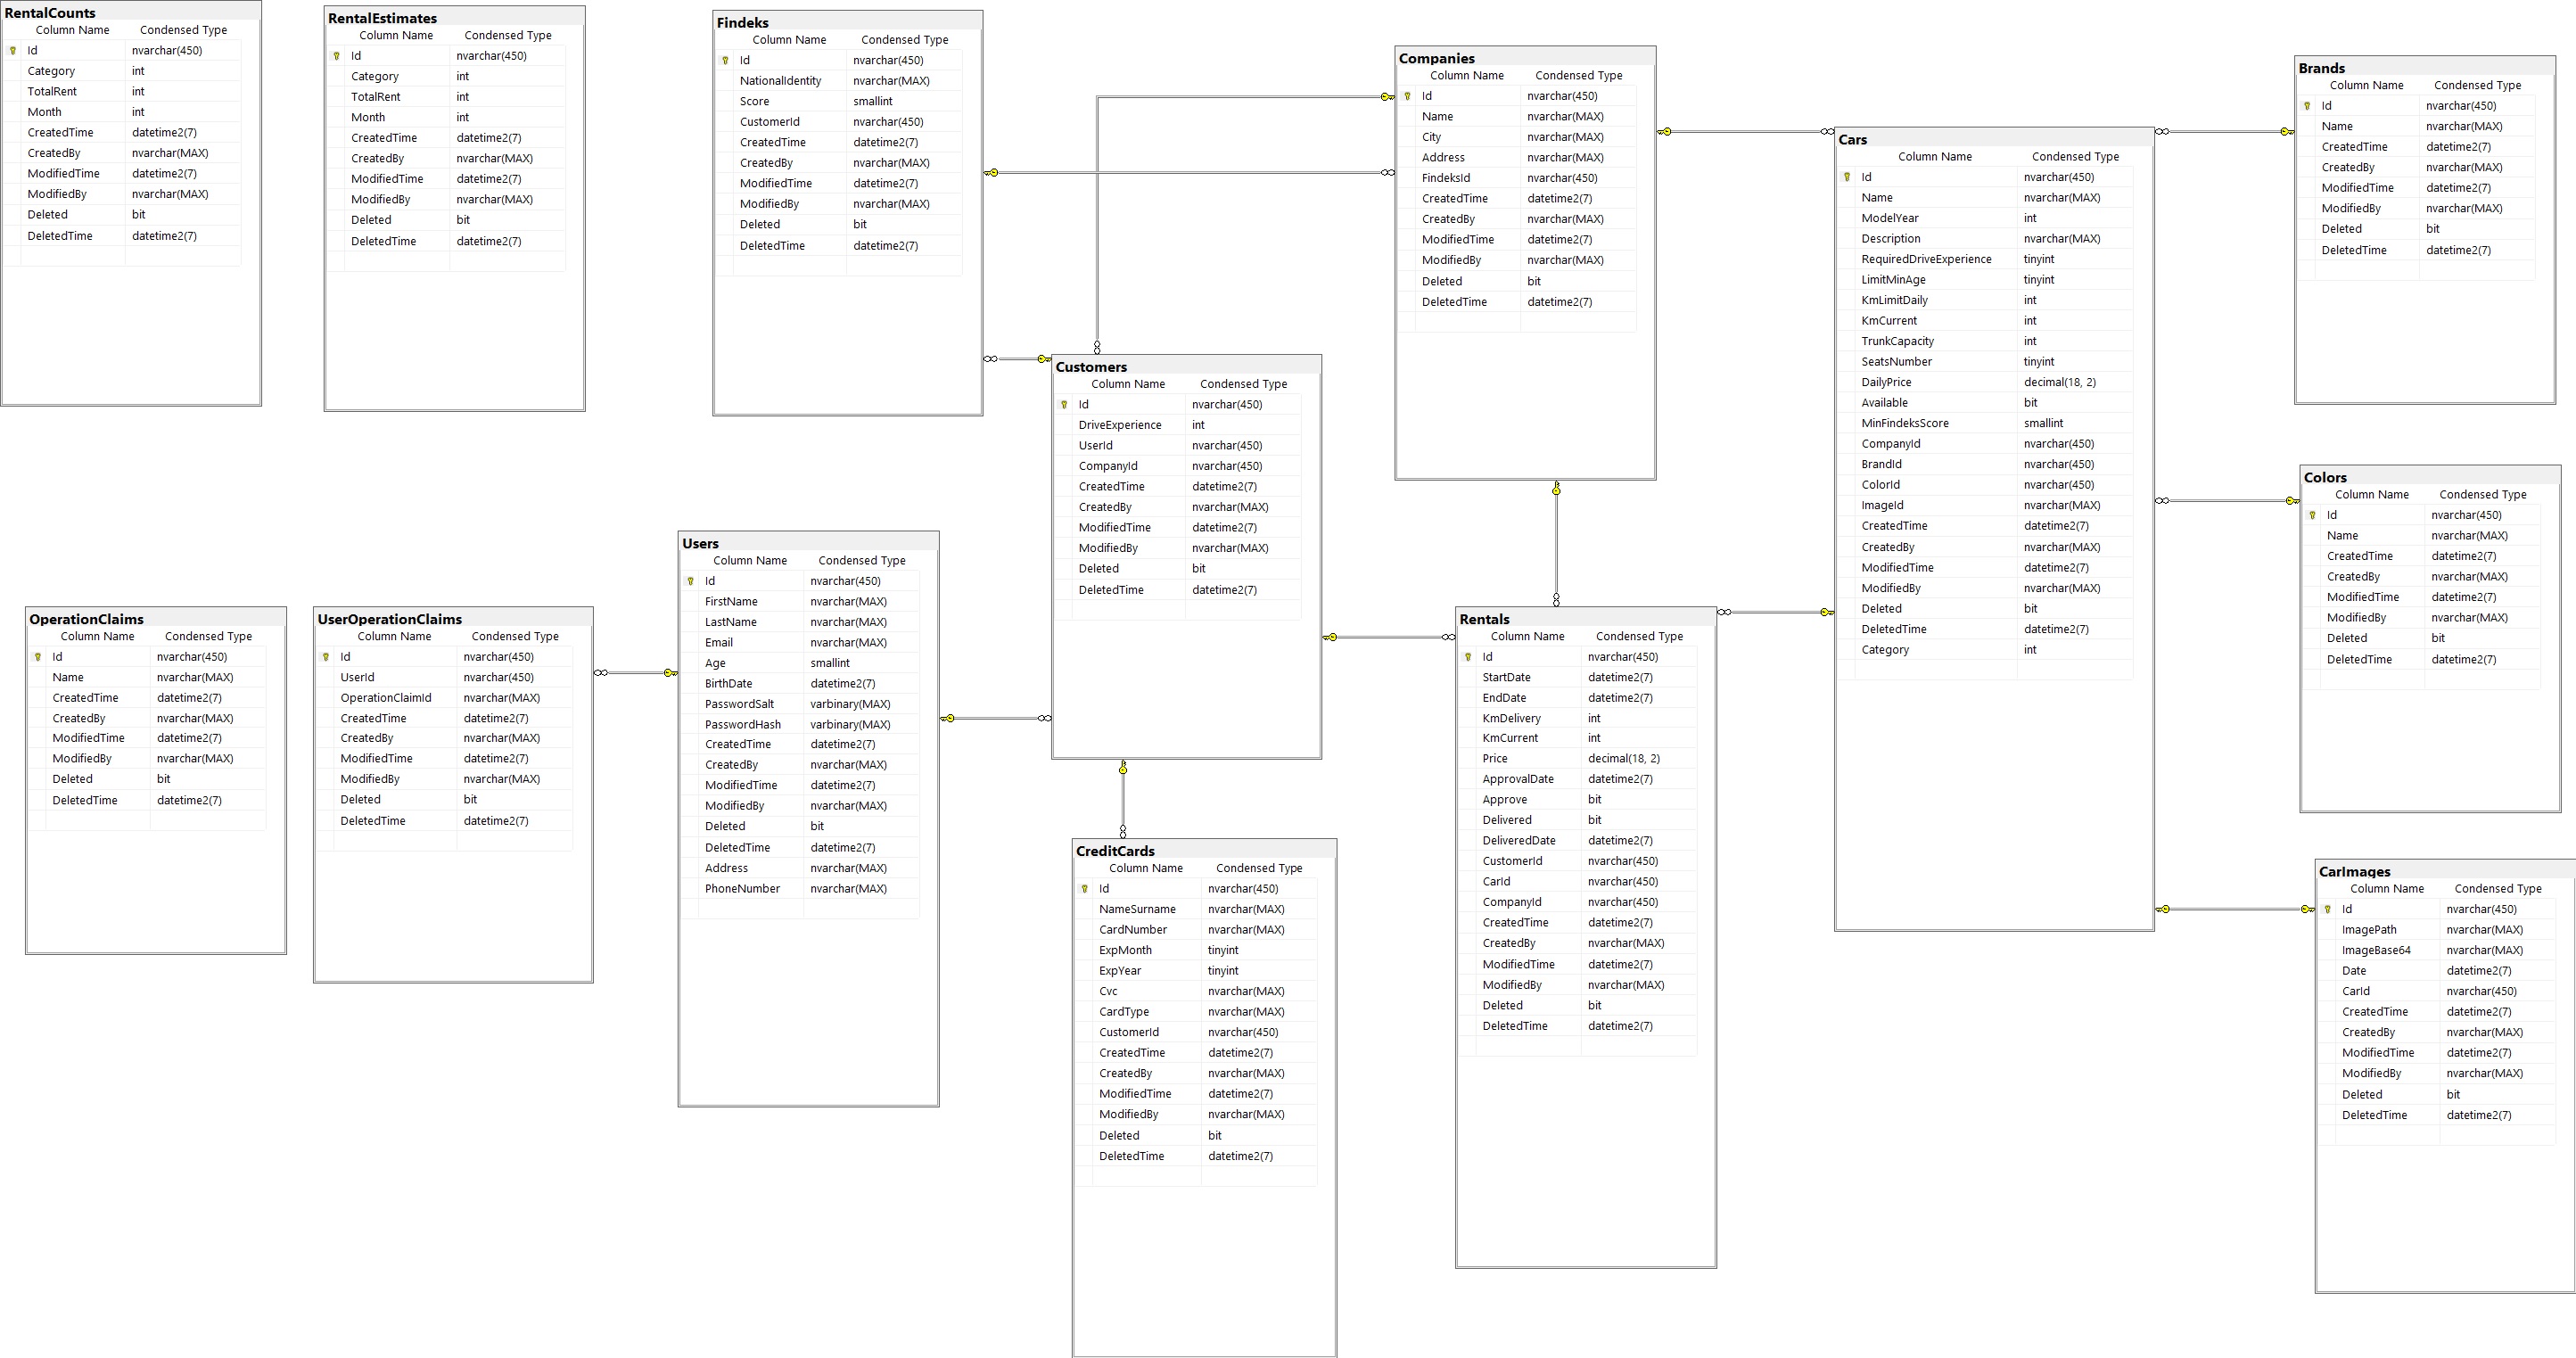 RentalCounts
Column Name Condensed Type
Id nvarchar(450)
Category int
TotalRent int
Month int
CreatedTime datetime2(7)
CreatedBy nvarchar(MAX)
ModifiedTime datetime2(7)
ModifiedBy nvarchar(MAX)
Deleted bit
DeletedTime datetime2(7)
RentalEstimates
Column Name Condensed Type
Id nvarchar(450)
Category int
TotalRent int
Month int
CreatedTime datetime2(7)
CreatedBy nvarchar(MAX)
ModifiedTime datetime2(7)
ModifiedBy nvarchar(MAX)
Deleted bit
DeletedTime datetime2(7)
Findeks
Column Name Condensed Type
Id nvarchar(450)
NationalIdentity nvarchar(MAX)
Score smallint
CustomerId nvarchar(450)
CreatedTime datetime2(7)
CreatedBy nvarchar(MAX)
ModifiedTime datetime2(7)
ModifiedBy nvarchar(MAX)
Deleted bit
DeletedTime datetime2(7)
Companies
Column Name Condensed Type
Id nvarchar(450)
Name nvarchar(MAX)
City nvarchar(MAX)
Address nvarchar(MAX)
FindeksId nvarchar(450)
CreatedTime datetime2(7)
CreatedBy nvarchar(MAX)
ModifiedTime datetime2(7)
ModifiedBy nvarchar(MAX)
Deleted bit
DeletedTime datetime2(7)
Cars
Column Name Condensed Type
Id nvarchar(450)
Name nvarchar(MAX)
ModelYear int
Description nvarchar(MAX)
RequiredDriveExperience tinyint
LimitMinAge tinyint
KmLimitDaily int
KmCurrent int
TrunkCapacity int
SeatsNumber tinyint
DailyPrice decimal(18, 2)
Available bit
MinFindeksScore smallint
CompanyId nvarchar(450)
BrandId nvarchar(450)
ColorId nvarchar(450)
ImageId nvarchar(MAX)
CreatedTime datetime2(7)
CreatedBy nvarchar(MAX)
ModifiedTime datetime2(7)
ModifiedBy nvarchar(MAX)
Deleted bit
DeletedTime datetime2(7)
Category int
Brands
Column Name Condensed Type
Id nvarchar(450)
Name nvarchar(MAX)
CreatedTime datetime2(7)
CreatedBy nvarchar(MAX)
ModifiedTime datetime2(7)
ModifiedBy nvarchar(MAX)
Deleted bit
DeletedTime datetime2(7)
Customers
Column Name Condensed Type
Id nvarchar(450)
DriveExperience int
UserId nvarchar(450)
CompanyId nvarchar(450)
CreatedTime datetime2(7)
CreatedBy nvarchar(MAX)
ModifiedTime datetime2(7)
ModifiedBy nvarchar(MAX)
Deleted bit
DeletedTime datetime2(7)
Colors
Column Name Condensed Type
Id nvarchar(450)
Name nvarchar(MAX)
CreatedTime datetime2(7)
CreatedBy nvarchar(MAX)
ModifiedTime datetime2(7)
ModifiedBy nvarchar(MAX)
Deleted bit
DeletedTime datetime2(7)
OperationClaims
Column Name Condensed Type
Id nvarchar(450)
Name nvarchar(MAX)
CreatedTime datetime2(7)
CreatedBy nvarchar(MAX)
ModifiedTime datetime2(7)
ModifiedBy nvarchar(MAX)
Deleted bit
DeletedTime datetime2(7)
UserOperationClaims
Column Name Condensed Type
Id nvarchar(450)
UserId nvarchar(450)
OperationClaimId nvarchar(MAX)
CreatedTime datetime2(7)
CreatedBy nvarchar(MAX)
ModifiedTime datetime2(7)
ModifiedBy nvarchar(MAX)
Deleted bit
DeletedTime datetime2(7)
Users
Column Name Condensed Type
Id nvarchar(450)
FirstName nvarchar(MAX)
LastName nvarchar(MAX)
Email nvarchar(MAX)
Age smallint
BirthDate datetime2(7)
PasswordSalt varbinary(MAX)
PasswordHash varbinary(MAX)
CreatedTime datetime2(7)
CreatedBy nvarchar(MAX)
ModifiedTime datetime2(7)
ModifiedBy nvarchar(MAX)
Deleted bit
DeletedTime datetime2(7)
Address nvarchar(MAX)
PhoneNumber nvarchar(MAX)
CreditCards
Column Name Condensed Type
Id nvarchar(450)
NameSurname nvarchar(MAX)
CardNumber nvarchar(MAX)
ExpMonth tinyint
ExpYear tinyint
Cvc nvarchar(MAX)
CardType nvarchar(MAX)
CustomerId nvarchar(450)
CreatedTime datetime2(7)
CreatedBy nvarchar(MAX)
ModifiedTime datetime2(7)
ModifiedBy nvarchar(MAX)
Deleted bit
DeletedTime datetime2(7)
Rentals
Column Name Condensed Type
Id nvarchar(450)
StartDate datetime2(7)
EndDate datetime2(7)
KmDelivery int
KmCurrent int
Price decimal(18, 2)
ApprovalDate datetime2(7)
Approve bit
Delivered bit
DeliveredDate datetime2(7)
CustomerId nvarchar(450)
CarId nvarchar(450)
CompanyId nvarchar(450)
CreatedTime datetime2(7)
CreatedBy nvarchar(MAX)
ModifiedTime datetime2(7)
ModifiedBy nvarchar(MAX)
Deleted bit
DeletedTime datetime2(7)
CarImages
Column Name Condensed Type
Id nvarchar(450)
ImagePath nvarchar(MAX)
ImageBase64 nvarchar(MAX)
Date datetime2(7)
CarId nvarchar(450)
CreatedTime datetime2(7)
CreatedBy nvarchar(MAX)
ModifiedTime datetime2(7)
ModifiedBy nvarchar(MAX)
Deleted bit
DeletedTime datetime2(7)